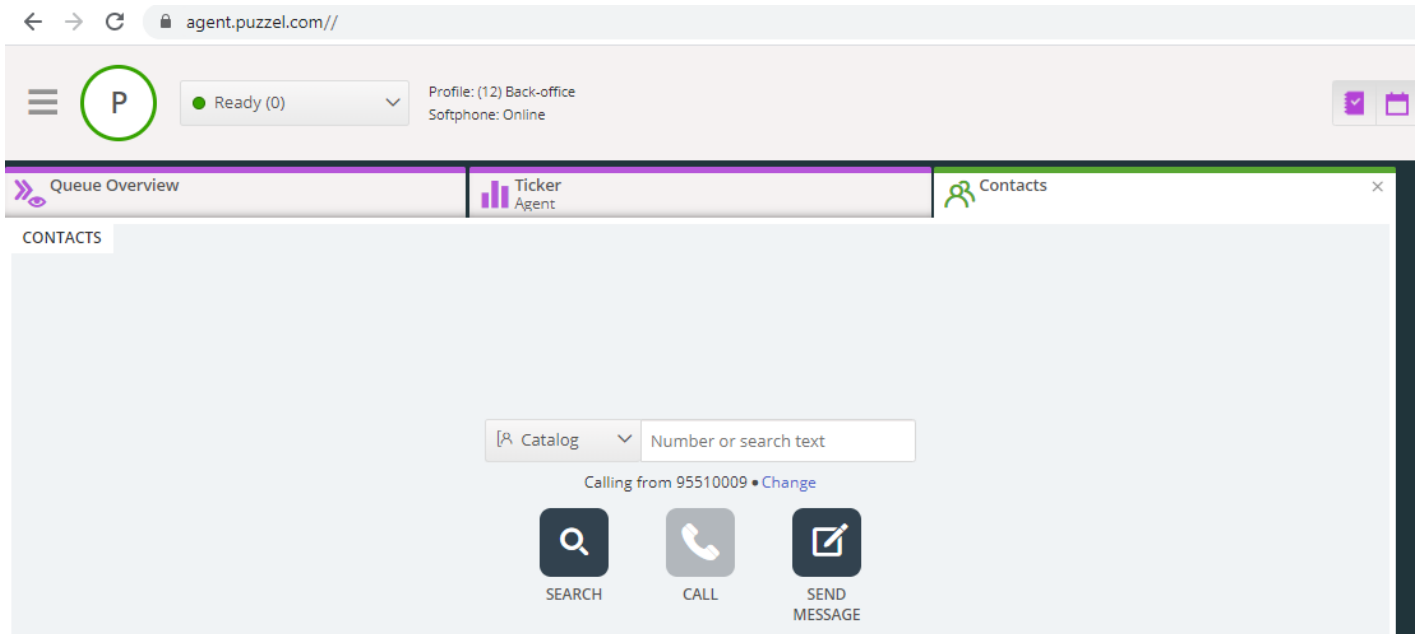 agent.puzzel.com//
P
Ready (0)
Profile: (12) Back-office
Softphone: Online
Queue Overview
Ticker
Agent
Contacts
CONTACTS
Catalog
Number or search text
Calling from 95510009 • Change
SEARCH
CALL
SEND
MESSAGE